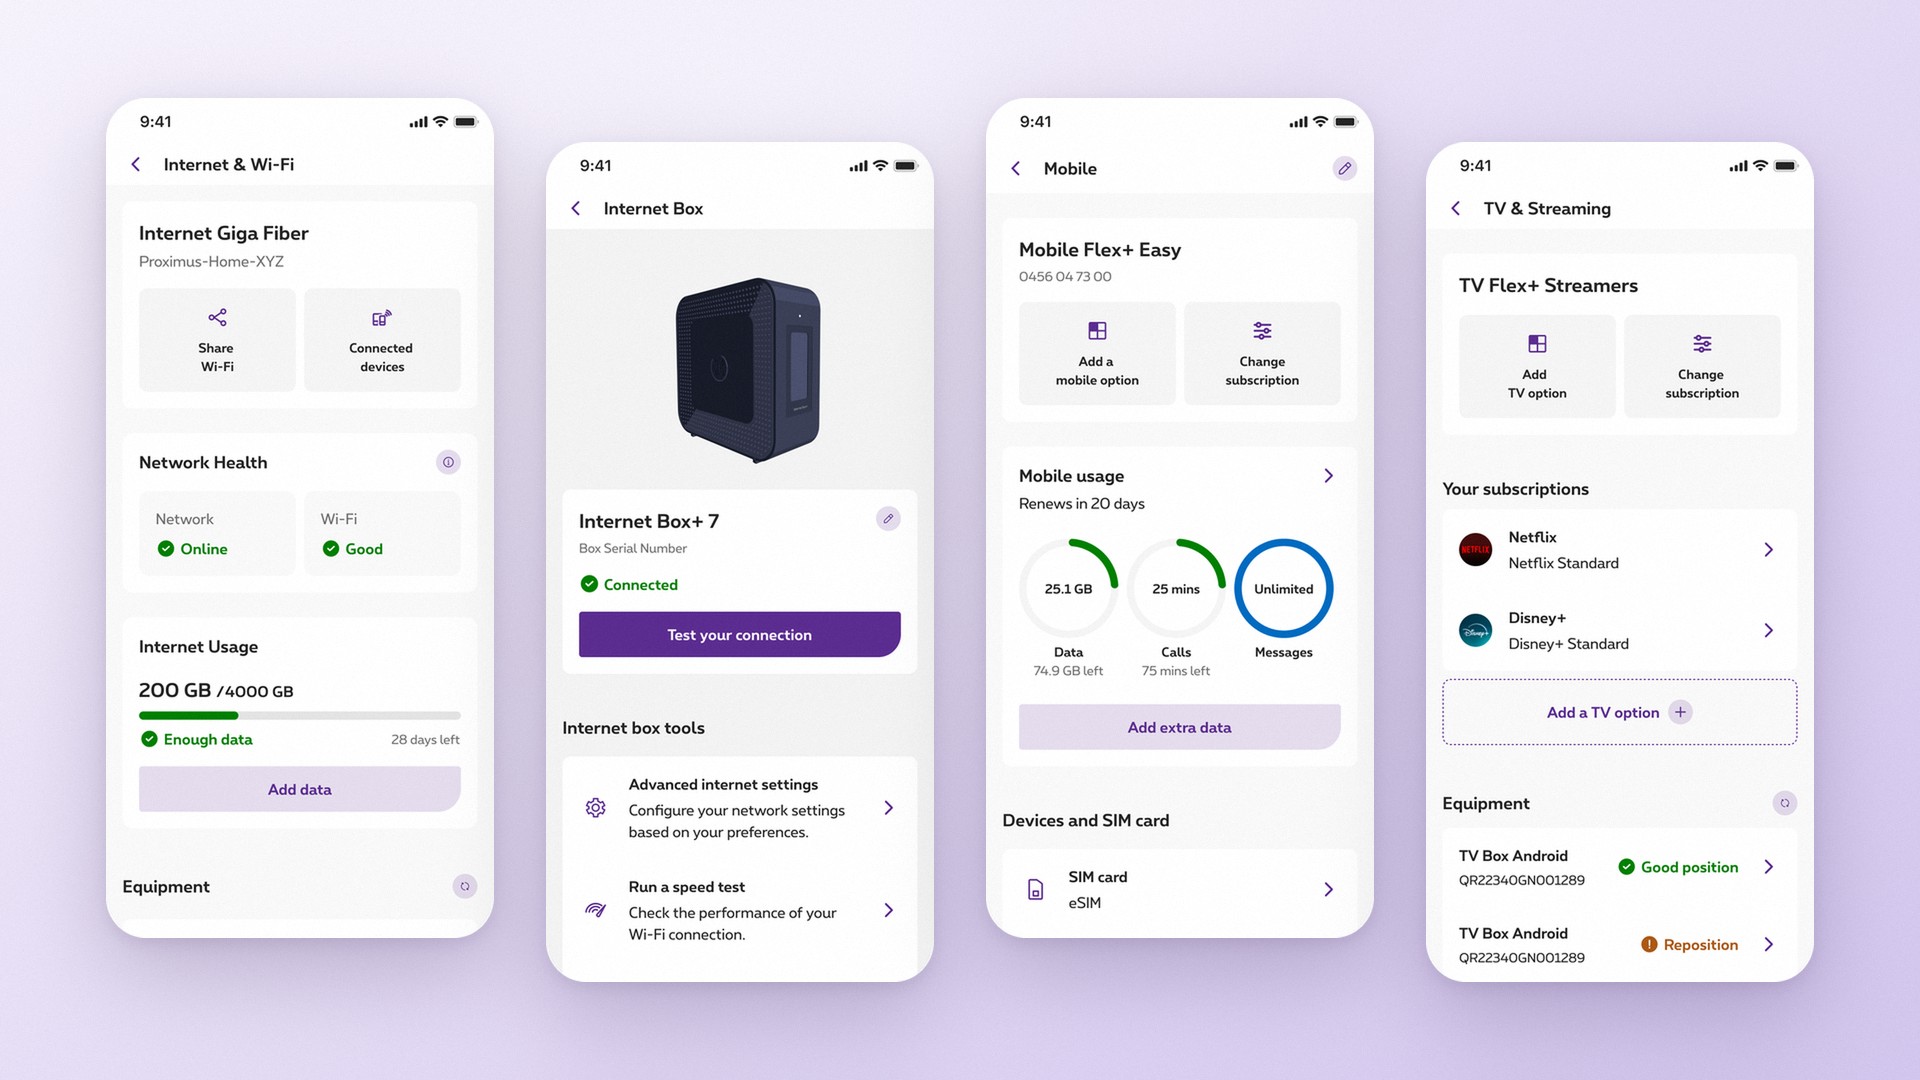 9:41
Internet & Wi-Fi
Internet Giga Fiber
Proximus-Home-XYZ
Share
Wi-Fi
Connected
devices
Network Health
Network
Online
Wi-Fi
Good
Internet Usage
200 GB /4000 GB
Enough data
28 days left
Add data
Equipment
9:41
Internet Box
Internet Box+ 7
Box Serial Number
Connected
Test your connection
Internet box tools
Advanced internet settings
Configure your network settings
based on your preferences.
Run a speed test
Check the performance of your
Wi-Fi connection.
9:41
Mobile
Mobile Flex+ Easy
0456 04 73 00
Add a
mobile option
Change
subscription
Mobile usage
Renews in 20 days
25.1 GB
Data
74.9 GB left
25 mins
Calls
75 mins left
Unlimited
Messages
Add extra data
Devices and SIM card
SIM card
eSIM
9:41
TV & Streaming
TV Flex+ Streamers
Add
TV option
Change
subscription
Your subscriptions
NETFLIX
Netflix
Netflix Standard
Disney+
Disney+
Disney+ Standard
Add a TV option
Equipment
TV Box Android
QR22340GN001289
Good position
TV Box Android
QR22340GN001289
Reposition